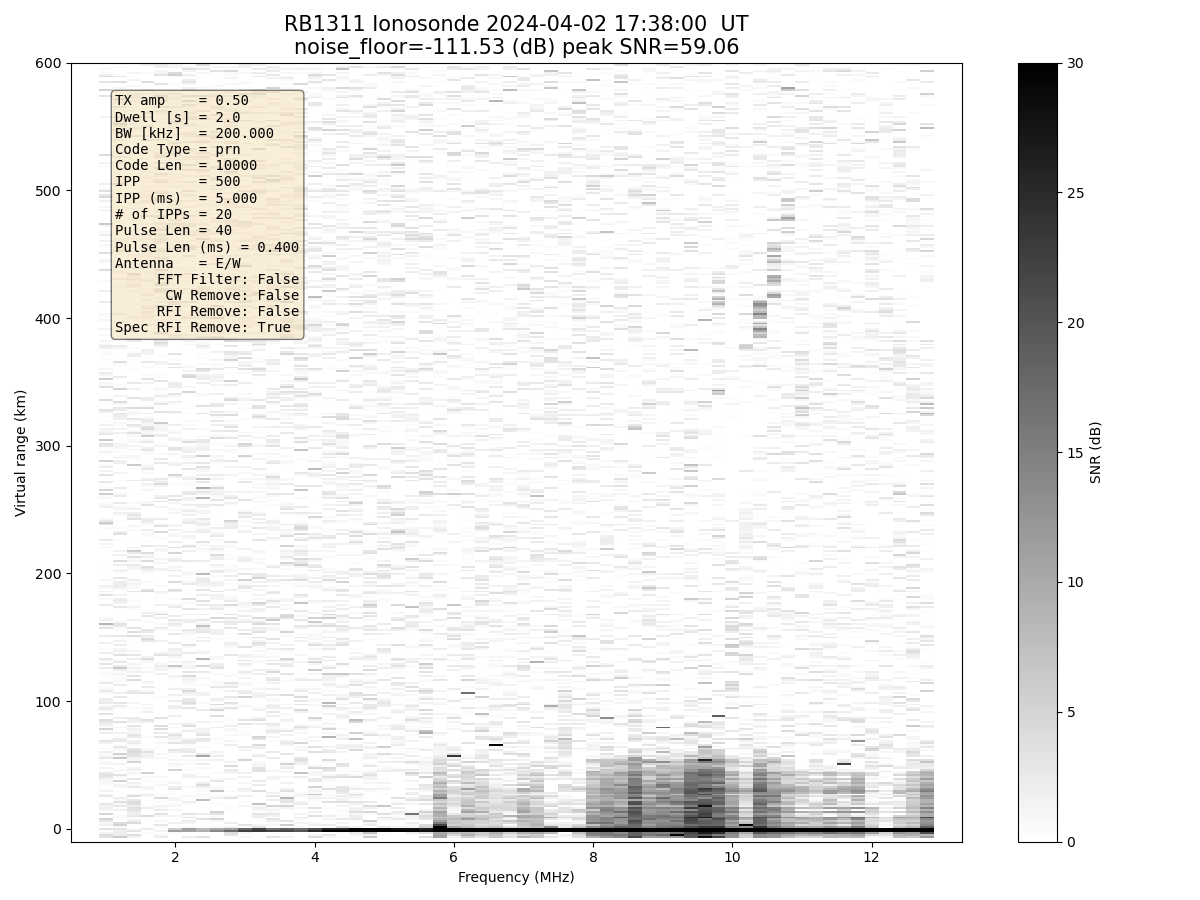 RB1311 Ionosonde 2024-04-02 17:38:00  UT
noise_floor=-111.53 (dB) peak SNR=59.06
600
500
400
300
200
100
0
Virtual range (km)
TX amp    = 0.50
Dwell [s] = 2.0
BW [kHz]  = 200.000
Code Type = prn
Code Len  = 10000
IPP       = 500
IPP (ms)  = 5.000
# of IPPs = 20
Pulse Len = 40
Pulse Len (ms) = 0.400
Antenna   = E/W
FFT Filter: False
CW Remove: False
RFI Remove: False
Spec RFI Remove: True
2 4 6 8 10 12
Frequency (MHz)
30
25
20
15
10
5
0
SNR (dB)